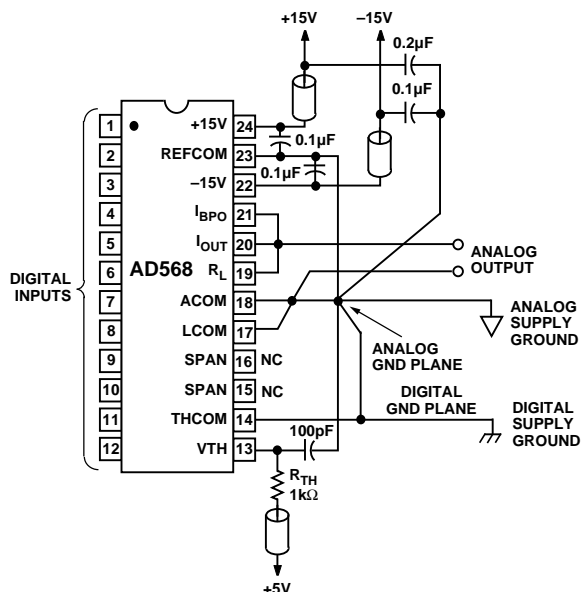 +15V
–15V
0.2µF
0.1µF
1
+15V
24
0.1µF
2
REFCOM
23
0.1µF
3
–15V
22
4
IBPO
21
5
IOUT
20
ANALOG
OUTPUT
DIGITAL
INPUTS
6
AD568
RL
19
7
ACOM
18
ANALOG
SUPPLY
GROUND
8
LCOM
17
ANALOG
GND PLANE
9
SPAN
16
NC
10
SPAN
15
NC
DIGITAL
GND PLANE
11
THCOM
14
DIGITAL
SUPPLY
GROUND
100pF
12
VTH
13
RTH
1kΩ
+5V